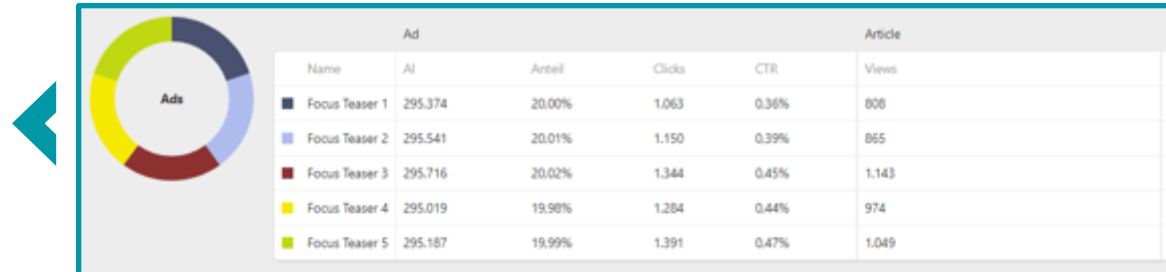 Ads
Ad Article
Name AI Anteil Clicks CTR Views
Focus Teaser 1 295.374 20.00% 1.063 0.36% 808
Focus Teaser 2 295.541 20.01% 1.150 0.39% 865
Focus Teaser 3 295.716 20.02% 1.344 0.45% 1.143
Focus Teaser 4 295.019 19.98% 1.284 0.44% 974
Focus Teaser 5 295.187 19.99% 1.391 0.47% 1.049